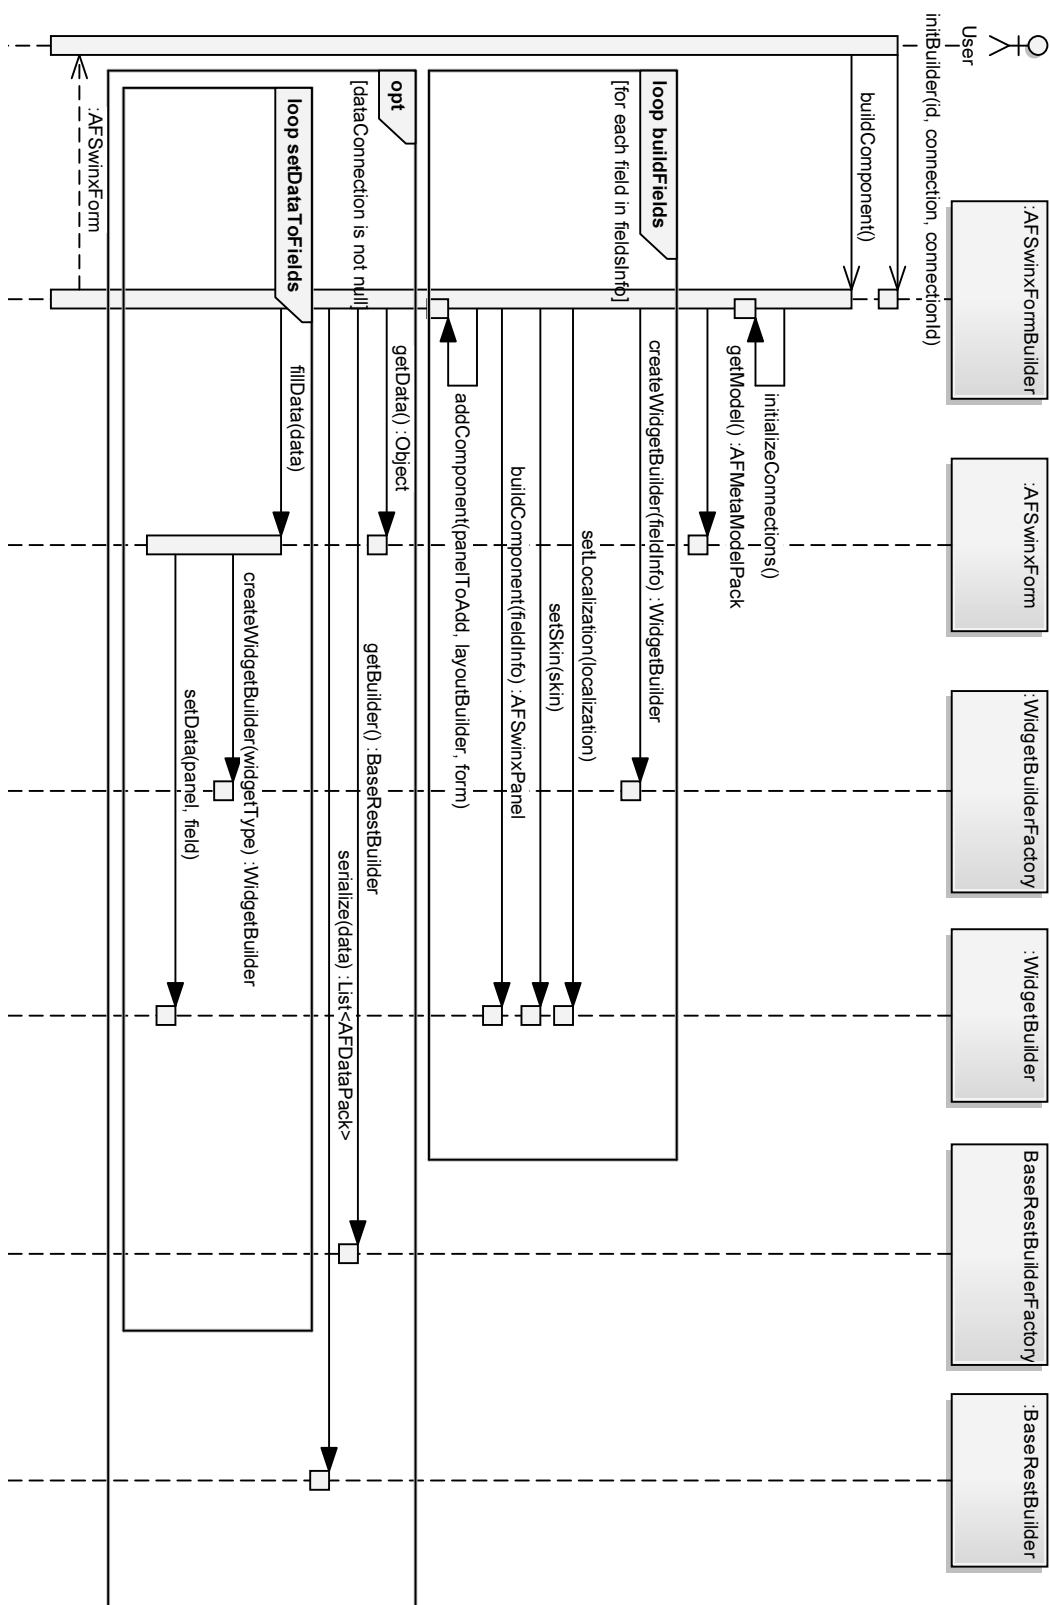 User
:AFSwinxFormBuilder
:AFSwinxForm
:WidgetBuilderFactory
:WidgetBuilder
BaseRestBuilderFactory
:BaseRestBuilder
initBuilder(id, connection, connectionId)
buildComponent()
initializeConnections()
getModel() :AFMetaModelPack
loop buildFields
[for each field in fieldsInfo]
createWidgetBuilder(fieldInfo) :WidgetBuilder
setLocalization(localization)
setSkin(skin)
buildComponent(fieldInfo) :AFSwinxPanel
addComponent(panelToAdd, layoutBuilder, form)
opt
[dataConnection is not null]
getData() :Object
getBuilder() :BaseRestBuilder
serialize(data) :List<AFDataPack>
loop setDataToFields
fillData(data)
createWidgetBuilder(widgetType) :WidgetBuilder
setData(panel, field)
:AFSwinxForm